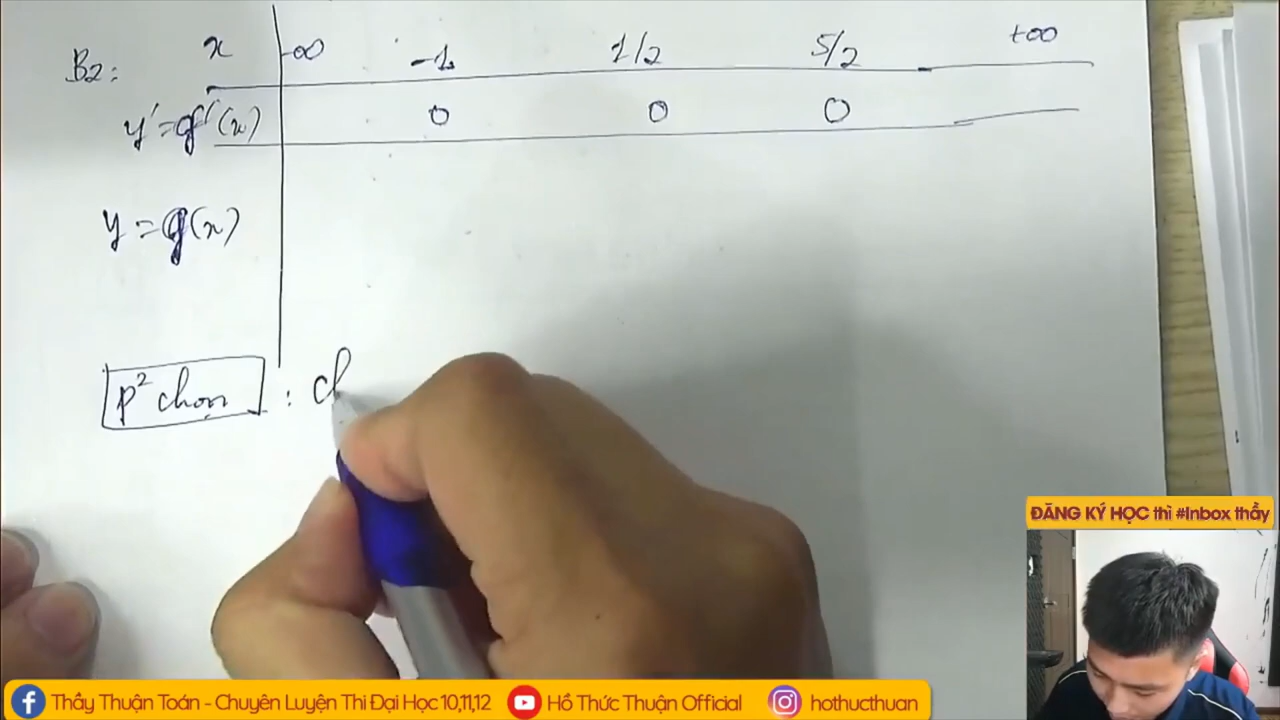 B2: x -∞ -1 1/2 5/2 +∞
y' = g'(x) 0 0 0
y = g(x)
p² chọn : ch
ĐĂNG KÝ HỌC thì #Inbox thầy
Thầy Thuận Toán - Chuyên Luyện Thi Đại Học 10,11,12 Hồ Thức Thuận Official hothucthuan